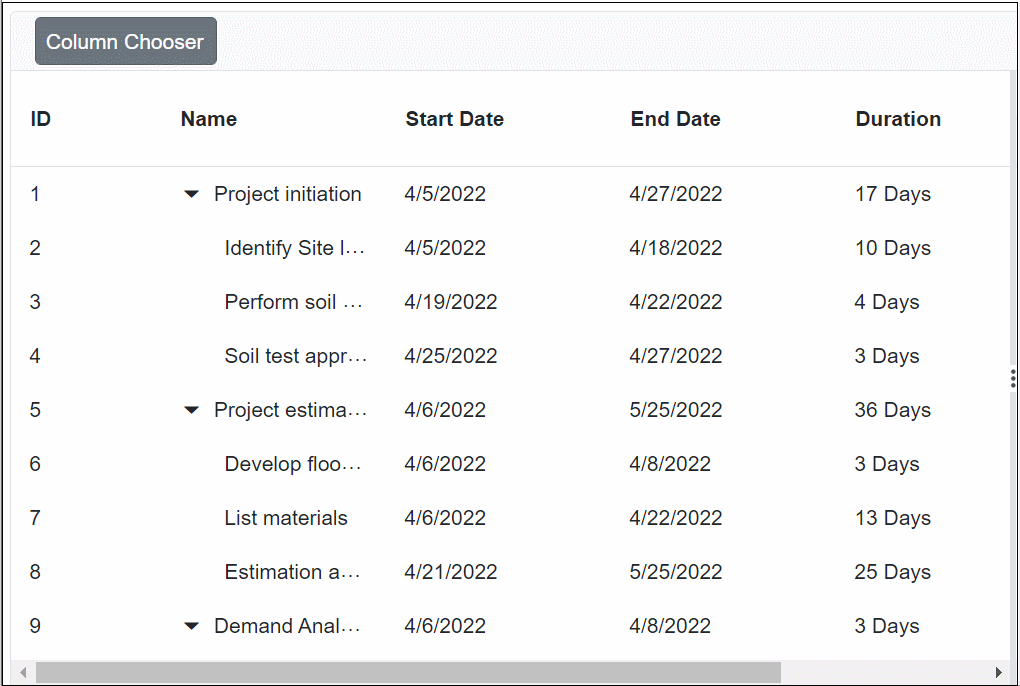 Column Chooser
ID Name Start Date End Date Duration
1 Project initiation 4/5/2022 4/27/2022 17 Days
2 Identify Site l... 4/5/2022 4/18/2022 10 Days
3 Perform soil ... 4/19/2022 4/22/2022 4 Days
4 Soil test appr... 4/25/2022 4/27/2022 3 Days
5 Project estima... 4/6/2022 5/25/2022 36 Days
6 Develop floo... 4/6/2022 4/8/2022 3 Days
7 List materials 4/6/2022 4/22/2022 13 Days
8 Estimation a... 4/21/2022 5/25/2022 25 Days
9 Demand Anal... 4/6/2022 4/8/2022 3 Days